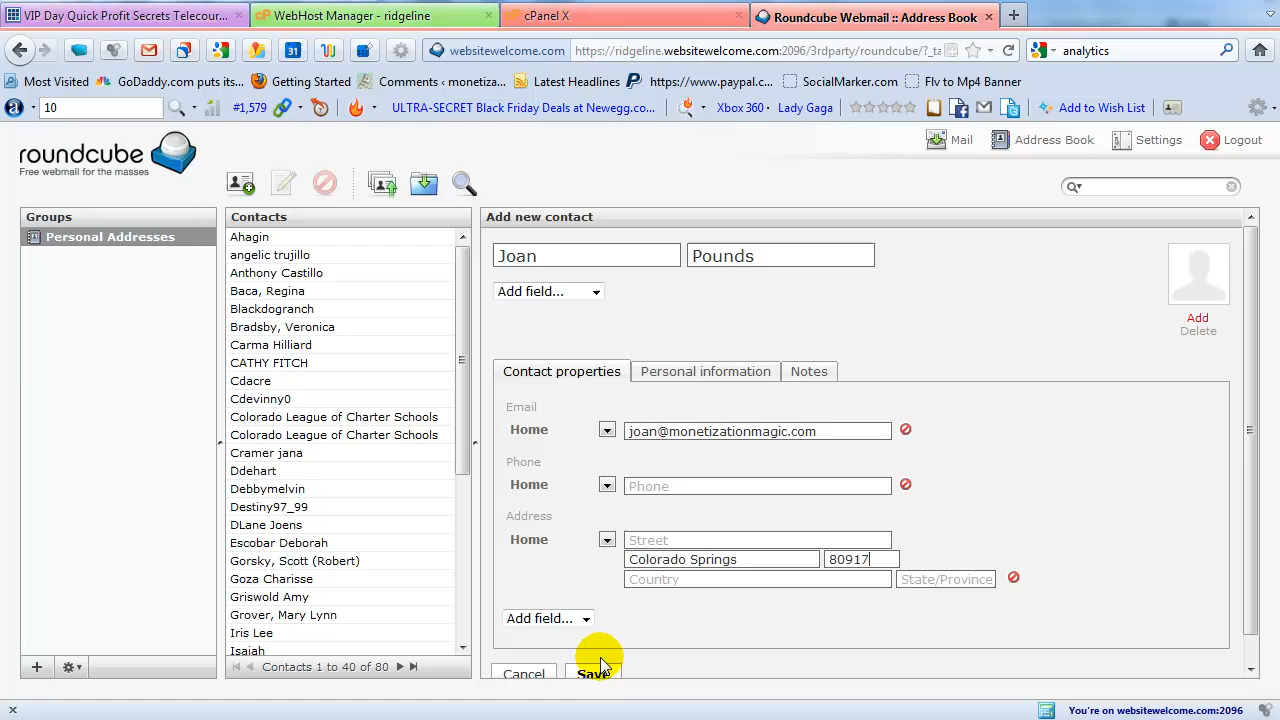 VIP Day Quick Profit Secrets Telecour... ×
cP WebHost Manager - ridgeline ×
cP cPanel X ×
Roundcube Webmail :: Address Book ×
websitewelcome.com https://ridgeline.websitewelcome.com:2096/3rdparty/roundcube/?_ta
analytics
Most Visited GoDaddy.com puts its... Getting Started Comments ‹ monetiza... Latest Headlines https://www.paypal.c... SocialMarker.com Flv to Mp4 Banner
10 #1,579 ULTRA-SECRET Black Friday Deals at Newegg.co... Xbox 360 · Lady Gaga Add to Wish List
roundcube
Free webmail for the masses
Mail Address Book Settings Logout
Groups
Personal Addresses
Contacts
Ahagin
angelic trujillo
Anthony Castillo
Baca, Regina
Blackdogranch
Bradsby, Veronica
Carma Hilliard
CATHY FITCH
Cdacre
Cdevinny0
Colorado League of Charter Schools
Colorado League of Charter Schools
Cramer jana
Ddehart
Debbymelvin
Destiny97_99
DLane Joens
Escobar Deborah
Gorsky, Scott (Robert)
Goza Charisse
Griswold Amy
Grover, Mary Lynn
Iris Lee
Isaiah
Contacts 1 to 40 of 80
Add new contact
Joan Pounds
Add field...
Add
Delete
Contact properties Personal information Notes
Email
Home joan@monetizationmagic.com
Phone
Home Phone
Address
Home Street
Colorado Springs 80917
Country State/Province
Add field...
Cancel Save
You're on websitewelcome.com:2096